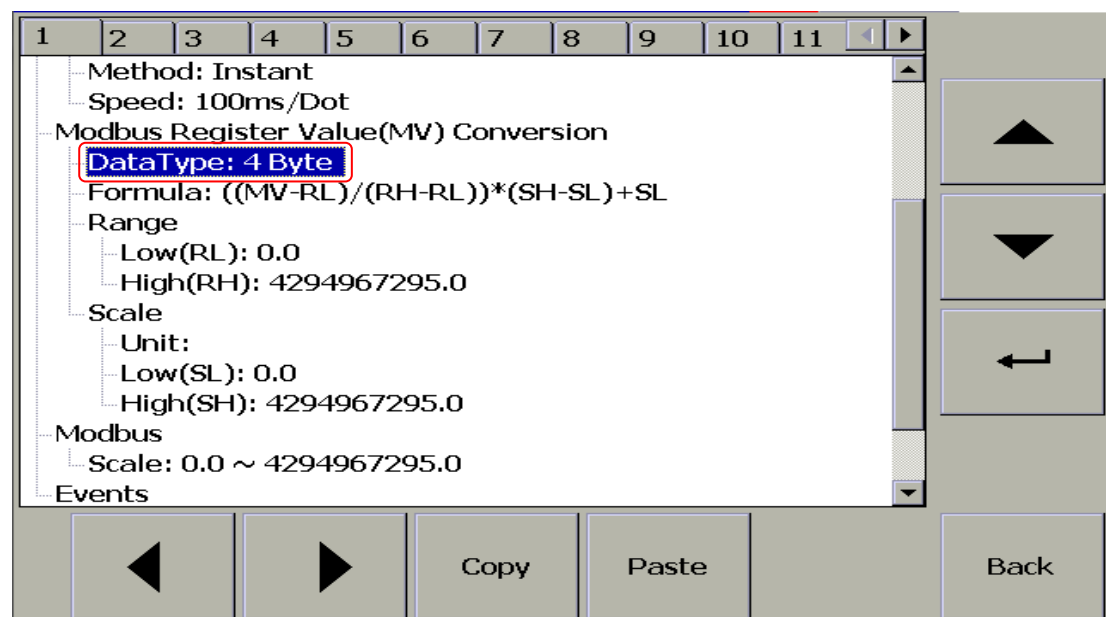 1 2 3 4 5 6 7 8 9 10 11
Method: Instant
Speed: 100ms/Dot
Modbus Register Value(MV) Conversion
DataType: 4 Byte
Formula: ((MV-RL)/(RH-RL))*(SH-SL)+SL
Range
Low(RL): 0.0
High(RH): 4294967295.0
Scale
Unit:
Low(SL): 0.0
High(SH): 4294967295.0
Modbus
Scale: 0.0 ~ 4294967295.0
Events
Copy Paste Back